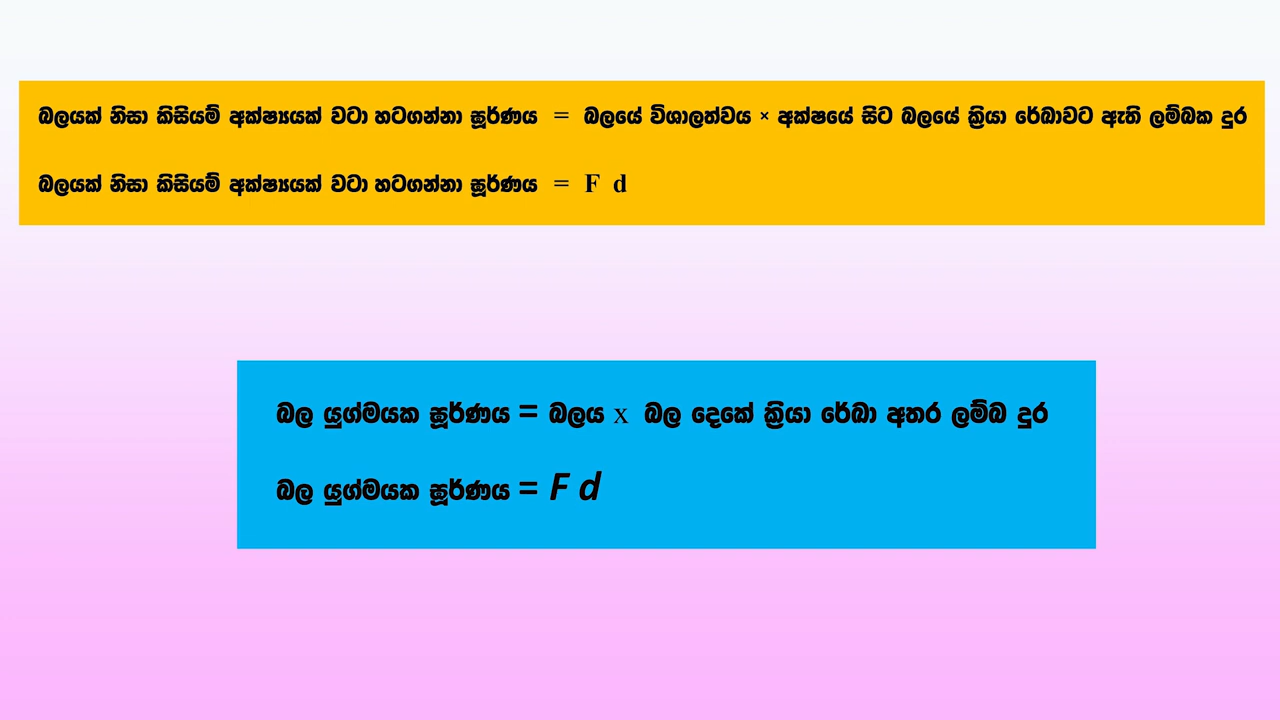 බලයක් නිසා කිසියම් අක්ෂ්‍යයක් වටා හටගන්නා ඝූර්ණය = බලයේ විශාලත්වය × අක්ෂයේ සිට බලයේ ක්‍රියා රේඛාවට ඇති ලම්බක දුර
බලයක් නිසා කිසියම් අක්ෂ්‍යයක් වටා හටගන්නා ඝූර්ණය = F d
බල යුග්මයක ඝූර්ණය = බලය x බල දෙකේ ක්‍රියා රේඛා අතර ලම්බ දුර
බල යුග්මයක ඝූර්ණය = F d